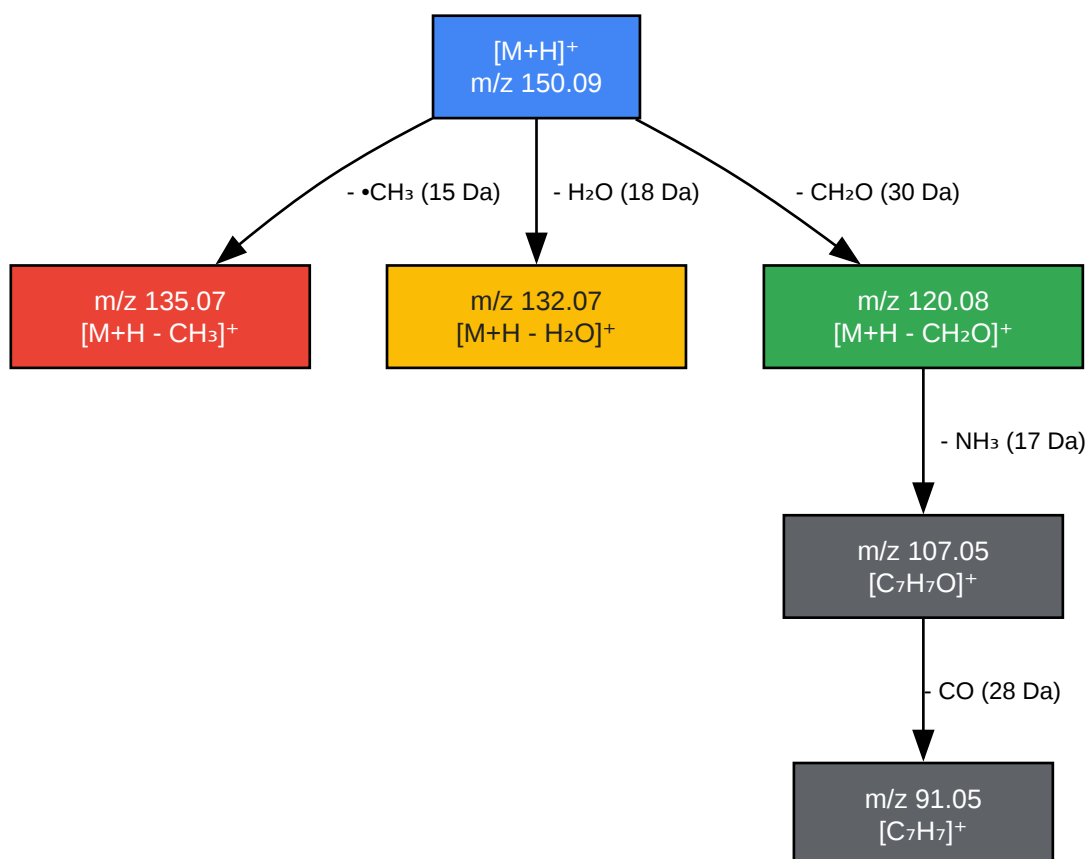 [M+H]⁺
m/z 150.09
- •CH₃ (15 Da)
- H₂O (18 Da)
- CH₂O (30 Da)
m/z 135.07
[M+H - CH₃]⁺
m/z 132.07
[M+H - H₂O]⁺
m/z 120.08
[M+H - CH₂O]⁺
- NH₃ (17 Da)
m/z 107.05
[C₇H₇O]⁺
- CO (28 Da)
m/z 91.05
[C₇H₇]⁺